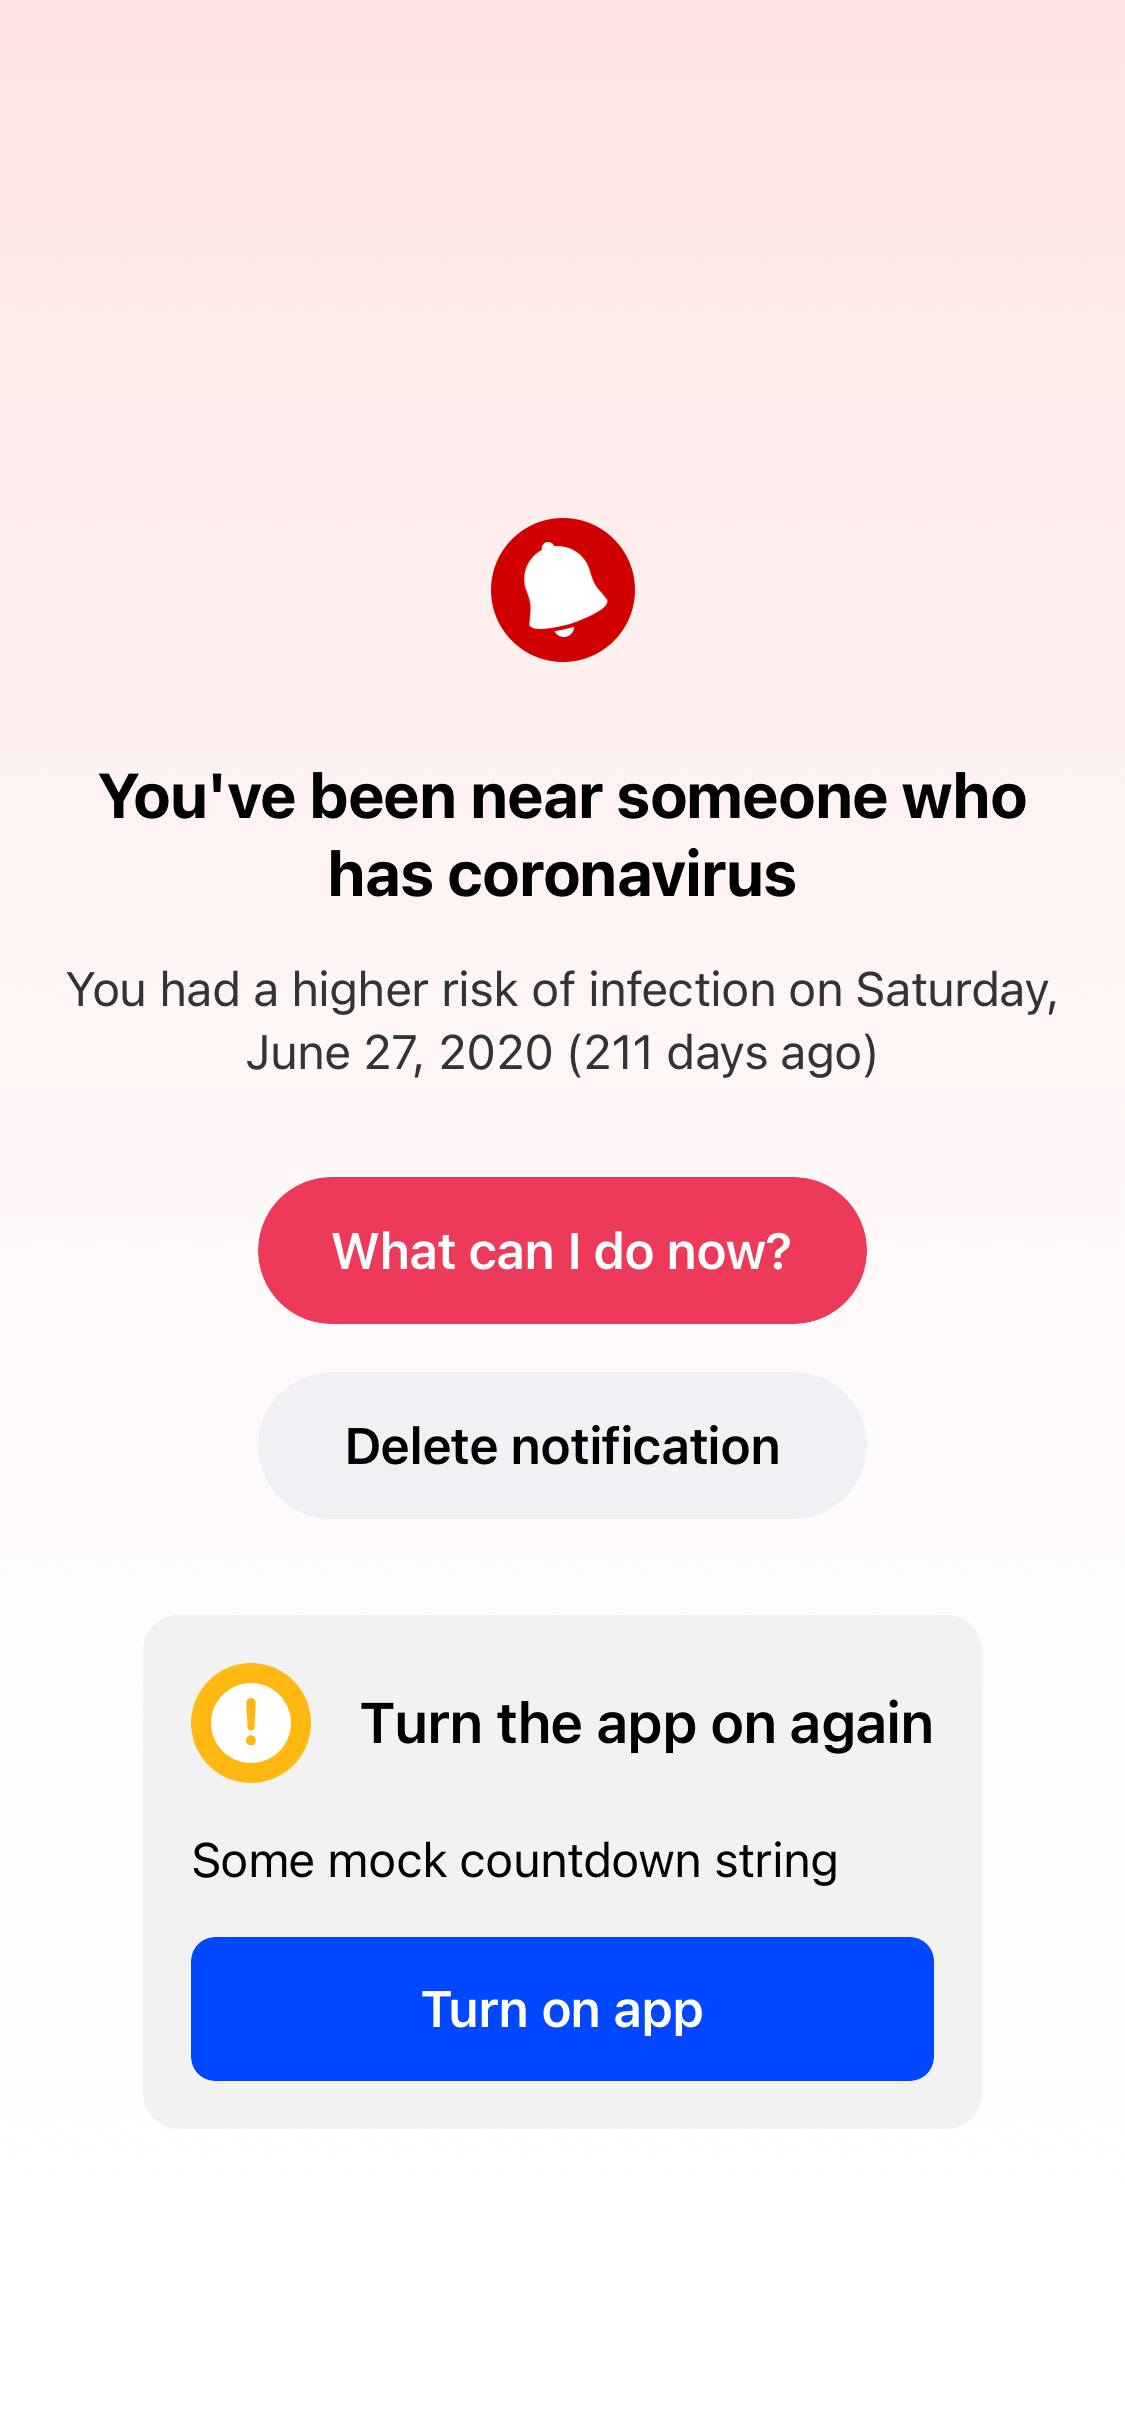 You've been near someone who
has coronavirus
You had a higher risk of infection on Saturday,
June 27, 2020 (211 days ago)
What can I do now?
Delete notification
Turn the app on again
Some mock countdown string
Turn on app